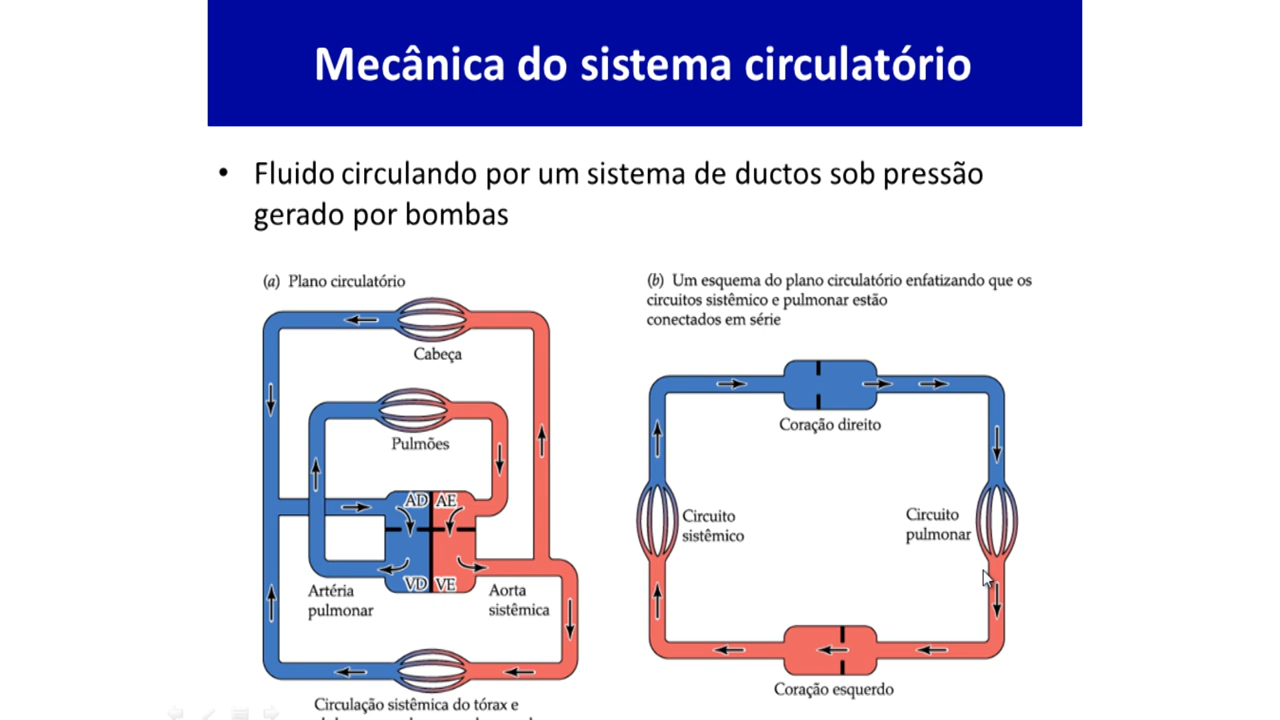 Mecânica do sistema circulatório
• Fluido circulando por um sistema de ductos sob pressão
gerado por bombas
(a) Plano circulatório
Cabeça
Pulmões
AD AE
VD VE
Artéria
pulmonar
Aorta
sistêmica
Circulação sistêmica do tórax e
(b) Um esquema do plano circulatório enfatizando que os
circuitos sistêmico e pulmonar estão
conectados em série
Coração direito
Circuito
sistêmico
Circuito
pulmonar
Coração esquerdo